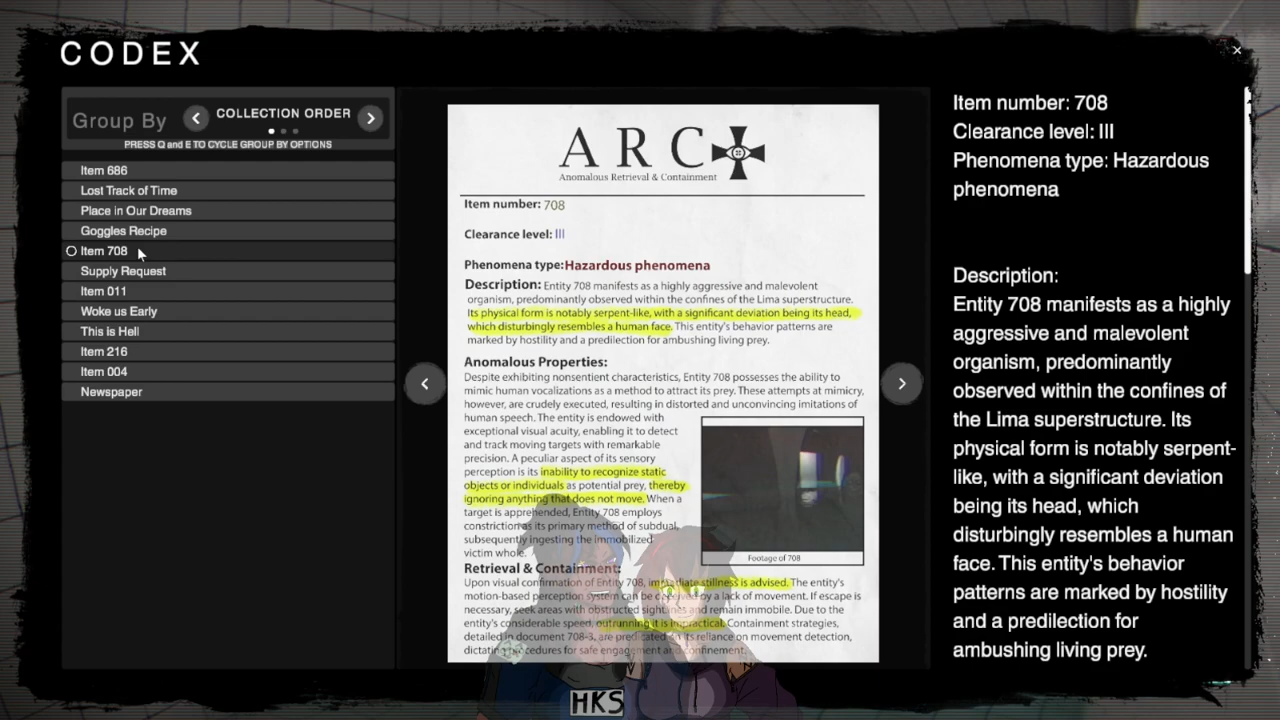 CODEX
×
Group By
COLLECTION ORDER
PRESS Q and E TO CYCLE GROUP BY OPTIONS
Item 686
Lost Track of Time
Place in Our Dreams
Goggles Recipe
Item 708
Supply Request
Item 011
Woke us Early
This is Hell
Item 216
Item 004
Newspaper
ARC
Anomalous Retrieval & Containment
Item number: 708
Clearance level: III
Phenomena type:Hazardous phenomena
Description: Entity 708 manifests as a highly aggressive and malevolent
organism, predominantly observed within the confines of the Lima superstructure.
Its physical form is notably serpent-like, with a significant deviation being its head,
which disturbingly resembles a human face. This entity's behavior patterns are
marked by hostility and a predilection for ambushing living prey.
Anomalous Properties:
Despite exhibiting nonsentient characteristics, Entity 708 possesses the ability to
mimic human vocalizations as a method to attract its prey. These attempts at mimicry,
however, are crudely executed, resulting in distorted and unconvincing imitations of
human speech. The entity is endowed with
exceptional visual acuity, enabling it to detect
and track moving targets with remarkable
precision. A peculiar aspect of its sensory
perception is its inability to recognize static
objects or individuals as potential prey, thereby
ignoring anything that does not move. When a
target is apprehended, Entity 708 employs
constriction as its primary method of subdual,
subsequently ingesting the immobilized
victim whole.
Footage of 708
Retrieval & Containment:
Upon visual confirmation of Entity 708, immediate stillness is advised. The entity's
motion-based perception system can be deceived by a lack of movement. If escape is
necessary, seek areas with obstructed sightlines and remain immobile. Due to the
entity's considerable speed, outrunning it is impractical. Containment strategies,
detailed in document 708-3, are predicated on its reliance on movement detection,
dictating procedures for safe engagement and confinement.
HKS
Item number: 708
Clearance level: III
Phenomena type: Hazardous
phenomena
Description:
Entity 708 manifests as a highly
aggressive and malevolent
organism, predominantly
observed within the confines of
the Lima superstructure. Its
physical form is notably serpent-
like, with a significant deviation
being its head, which
disturbingly resembles a human
face. This entity's behavior
patterns are marked by hostility
and a predilection for
ambushing living prey.